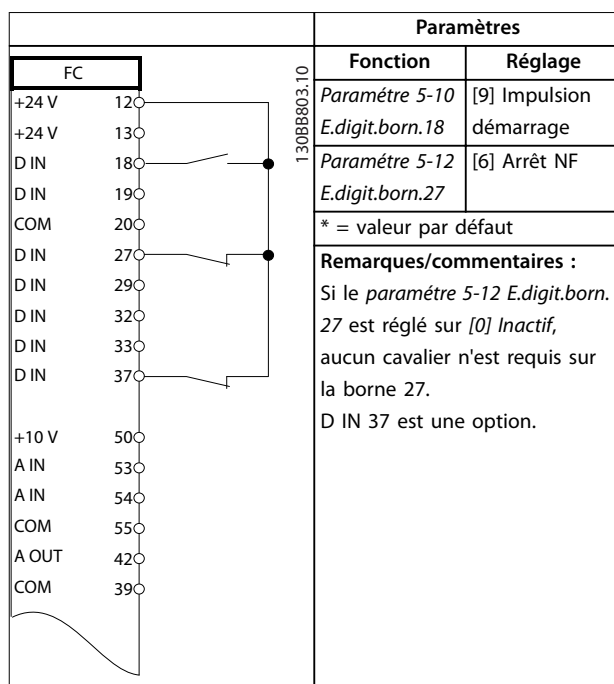 Paramètres
Fonction Réglage
Paramétre 5-10 [9] Impulsion
E.digit.born.18 démarrage
Paramétre 5-12 [6] Arrêt NF
E.digit.born.27
* = valeur par défaut
Remarques/commentaires :
Si le paramétre 5-12 E.digit.born.
27 est réglé sur [0] Inactif,
aucun cavalier n'est requis sur
la borne 27.
D IN 37 est une option.
FC
+24 V 12
+24 V 13
D IN 18
D IN 19
COM 20
D IN 27
D IN 29
D IN 32
D IN 33
D IN 37
+10 V 50
A IN 53
A IN 54
COM 55
A OUT 42
COM 39
130BB803.10